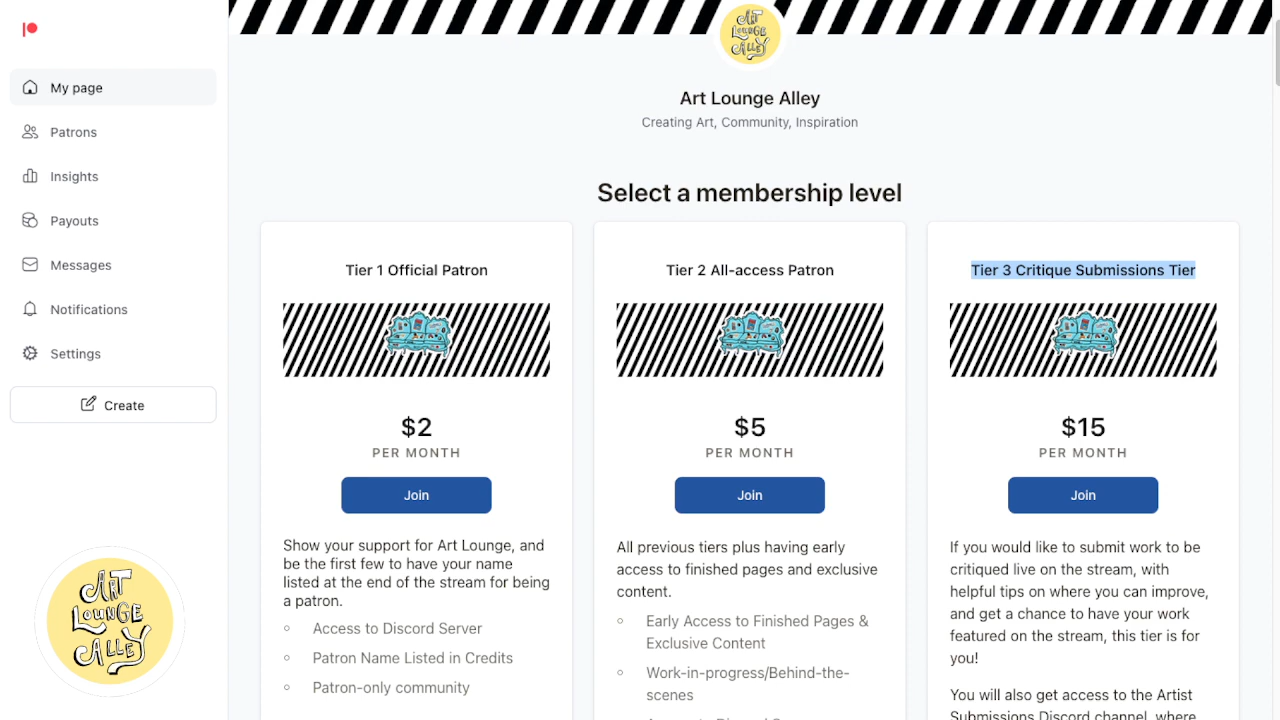 ART
LOUNGE
ALLEY
My page
Patrons
Insights
Payouts
Messages
Notifications
Settings
Create
ART
LOUNGE
ALLEY
Art Lounge Alley
Creating Art, Community, Inspiration
Select a membership level
Tier 1 Official Patron
$2
PER MONTH
Join
Show your support for Art Lounge, and
be the first few to have your name
listed at the end of the stream for being
a patron.
Access to Discord Server
Patron Name Listed in Credits
Patron-only community
Tier 2 All-access Patron
$5
PER MONTH
Join
All previous tiers plus having early
access to finished pages and exclusive
content.
Early Access to Finished Pages &
Exclusive Content
Work-in-progress/Behind-the-
scenes
Tier 3 Critique Submissions Tier
$15
PER MONTH
Join
If you would like to submit work to be
critiqued live on the stream, with
helpful tips on where you can improve,
and get a chance to have your work
featured on the stream, this tier is for
you!
You will also get access to the Artist
Submissions Discord channel, where